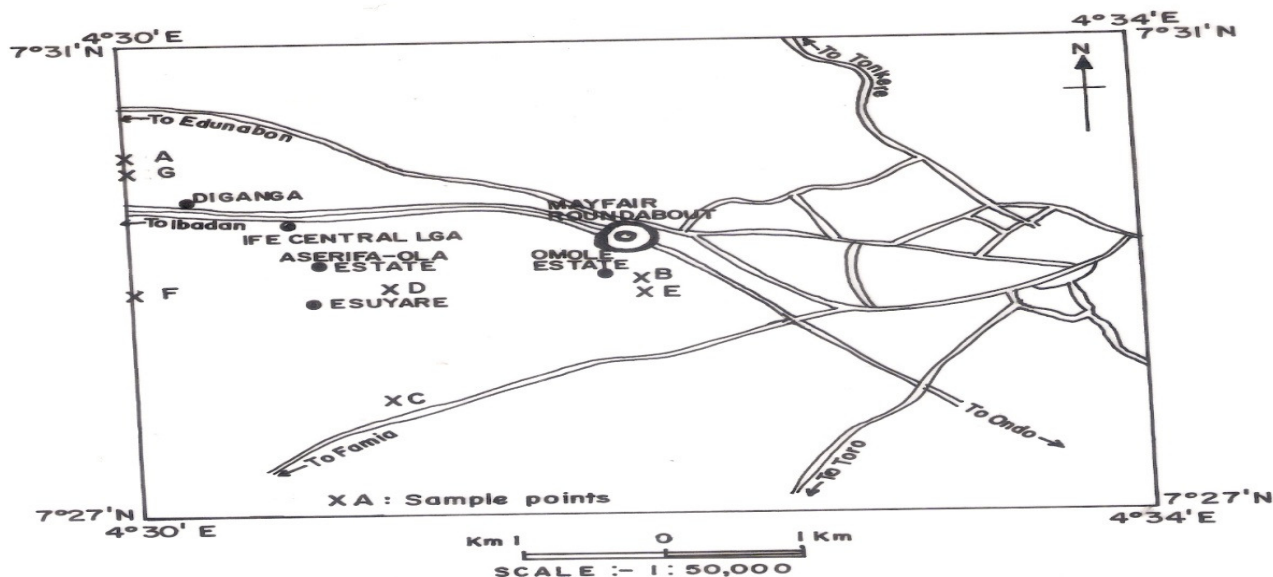 4°30'E
4°34'E
7°31'N
7°31'N
N
To Tonkere
To Edunabon
X A
X G
DIGANGA
MAYFAIR
ROUNDABOUT
To Ibadan
IFE CENTRAL LGA
ASERIFA-OLA
ESTATE
OMOLE
ESTATE
X B
X D
X E
X F
ESUYARE
X C
To Famia
To Ondo
To Toro
X A : Sample points
7°27'N
7°27'N
4°30'E
4°34'E
Km 1 0 1 Km
SCALE :- 1 : 50,000